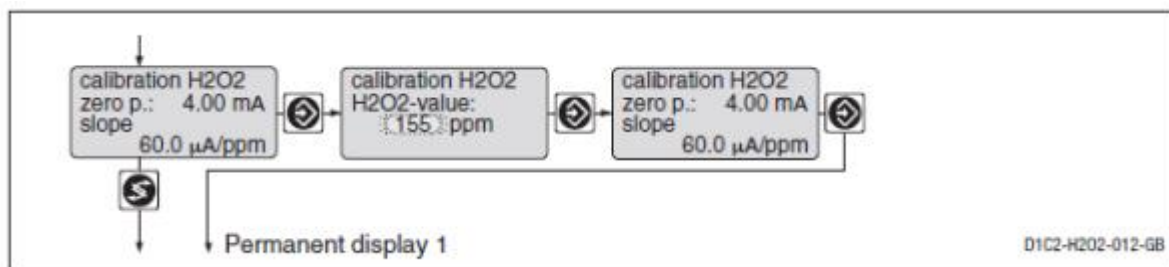 calibration H2O2
zero p.: 4.00 mA
slope
60.0 µA/ppm
calibration H2O2
H2O2-value:
155 ppm
calibration H2O2
zero p.: 4.00 mA
slope
60.0 µA/ppm
Permanent display 1
D1C2-H2O2-012-GB